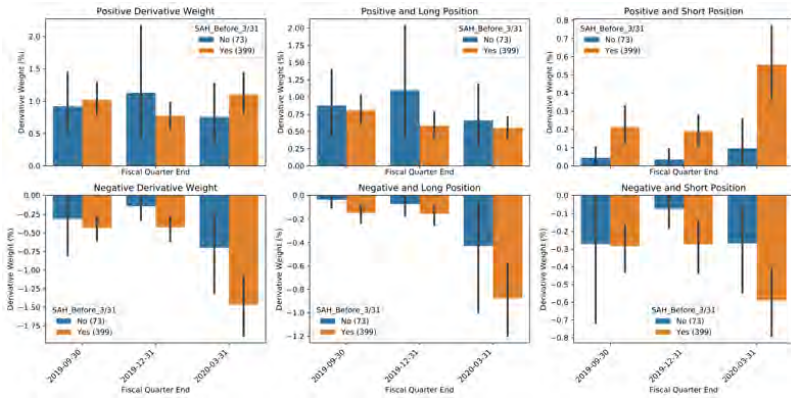 Positive Derivative Weight
Derivative Weight (%)
2.0
1.5
1.0
0.5
0.0
SAH_Before_3/31
No (73)
Yes (399)
Fiscal Quarter End
Positive and Long Position
Derivative Weight (%)
2.00
1.75
1.50
1.25
1.00
0.75
0.50
0.25
0.00
SAH_Before_3/31
No (73)
Yes (399)
Fiscal Quarter End
Positive and Short Position
Derivative Weight (%)
0.8
0.7
0.6
0.5
0.4
0.3
0.2
0.1
0.0
SAH_Before_3/31
No (73)
Yes (399)
Fiscal Quarter End
Negative Derivative Weight
Derivative Weight (%)
0.00
−0.25
−0.50
−0.75
−1.00
−1.25
−1.50
−1.75
SAH_Before_3/31
No (73)
Yes (399)
2019-09-30
2019-12-31
2020-03-31
Fiscal Quarter End
Negative and Long Position
Derivative Weight (%)
0.0
−0.2
−0.4
−0.6
−0.8
−1.0
−1.2
SAH_Before_3/31
No (73)
Yes (399)
2019-09-30
2019-12-31
2020-03-31
Fiscal Quarter End
Negative and Short Position
Derivative Weight (%)
0.0
−0.1
−0.2
−0.3
−0.4
−0.5
−0.6
−0.7
−0.8
SAH_Before_3/31
No (73)
Yes (399)
2019-09-30
2019-12-31
2020-03-31
Fiscal Quarter End